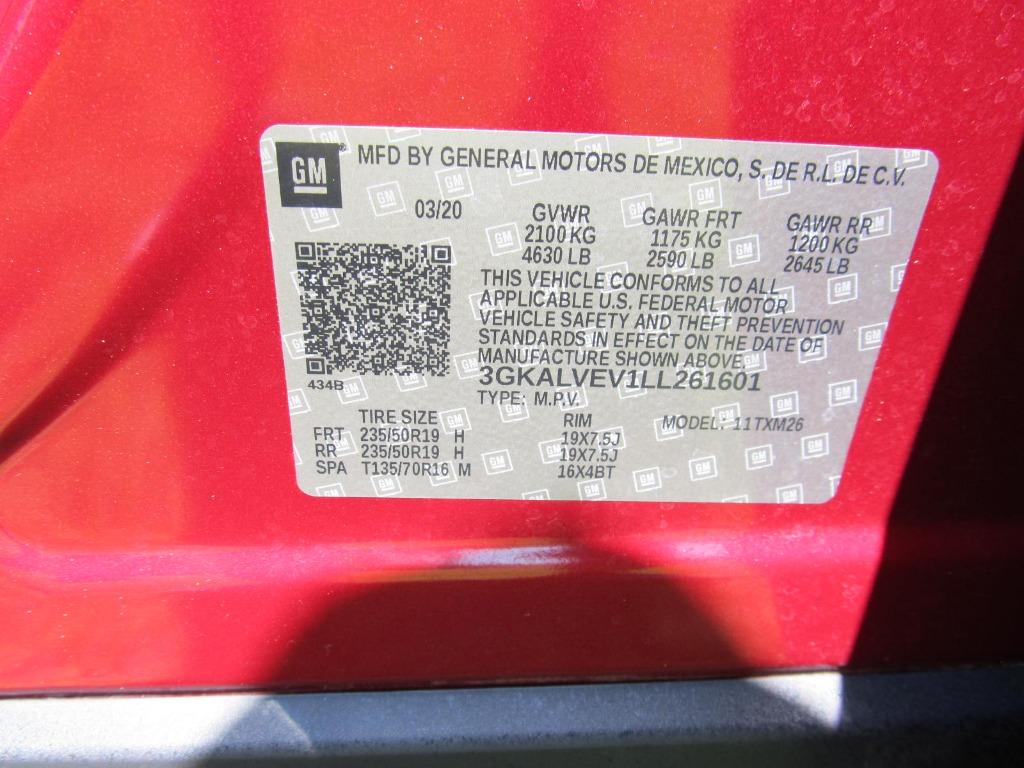 GM ® MFD BY GENERAL MOTORS DE MEXICO, S. DE R.L. DE C.V.
03/20 GVWR GAWR FRT GAWR RR
2100 KG 1175 KG 1200 KG
4630 LB 2590 LB 2645 LB
THIS VEHICLE CONFORMS TO ALL
APPLICABLE U.S. FEDERAL MOTOR
VEHICLE SAFETY AND THEFT PREVENTION
STANDARDS IN EFFECT ON THE DATE OF
MANUFACTURE SHOWN ABOVE.
434B
3GKALVEV1LL261601
TYPE: M.P.V.
TIRE SIZE RIM MODEL: 11TXM26
FRT 235/50R19 H 19X7.5J
RR 235/50R19 H 19X7.5J
SPA T135/70R16 M 16X4BT